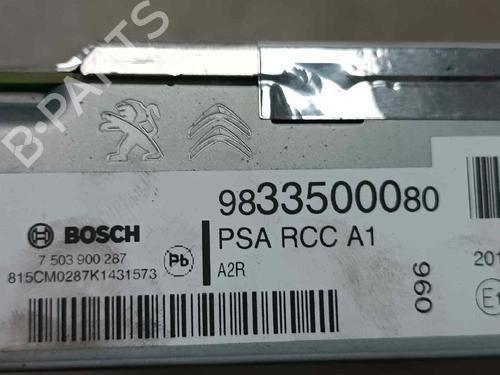 B-PARTS
9833500080
BOSCH
PSA RCC A1
7 503 900 287
Pb
A2R
815CM0287K1431573
096
201
E